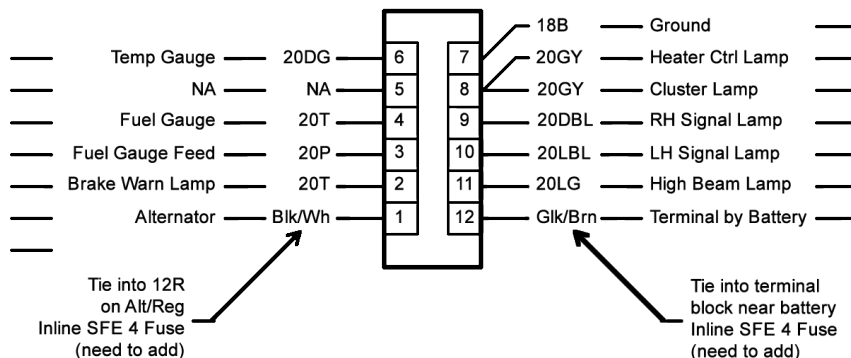 18B Ground
Temp Gauge 20DG 6 7 20GY Heater Ctrl Lamp
NA NA 5 8 20GY Cluster Lamp
Fuel Gauge 20T 4 9 20DBL RH Signal Lamp
Fuel Gauge Feed 20P 3 10 20LBL LH Signal Lamp
Brake Warn Lamp 20T 2 11 20LG High Beam Lamp
Alternator Blk/Wh 1 12 Glk/Brn Terminal by Battery
Tie into 12R
on Alt/Reg
Inline SFE 4 Fuse
(need to add)
Tie into terminal
block near battery
Inline SFE 4 Fuse
(need to add)